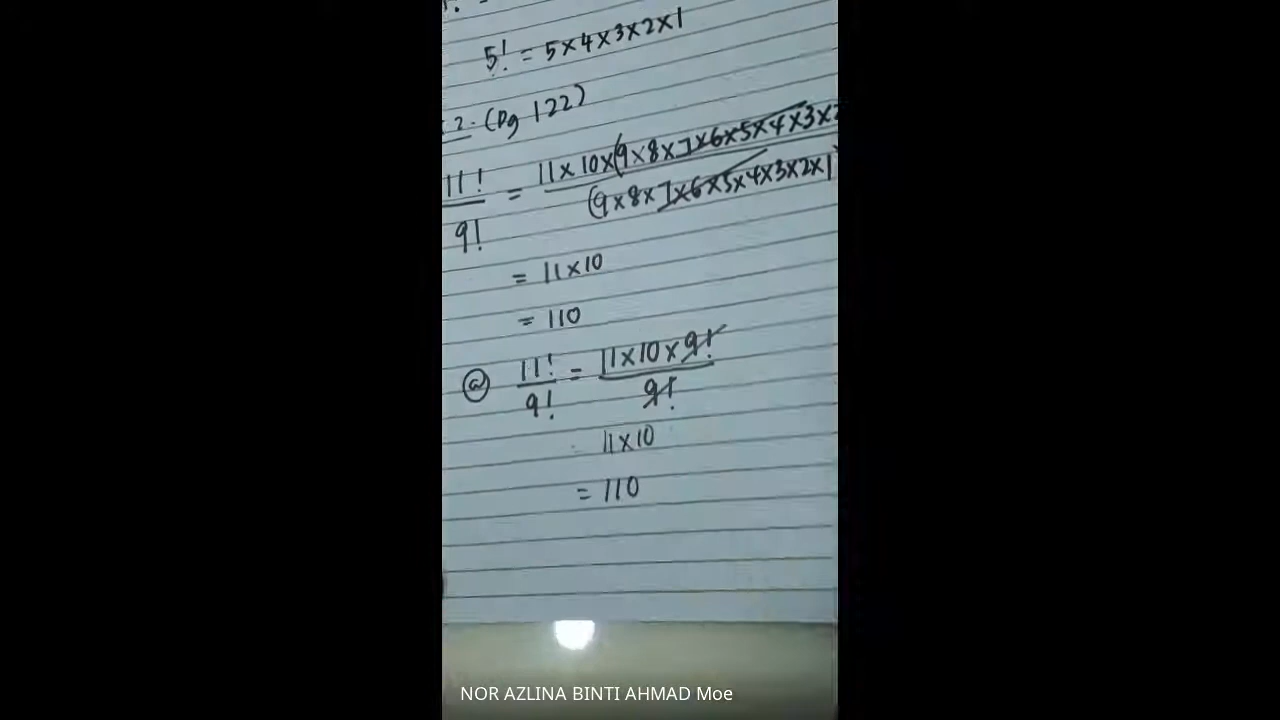 5! = 5×4×3×2×1
2. (Pg 122)
11! / 9! = 11×10×(9×8×7×6×5×4×3×2 / (9×8×7×6×5×4×3×2×1
= 11×10
= 110
@ 11! / 9! = 11×10×9! / 9!
11×10
= 110
NOR AZLINA BINTI AHMAD Moe